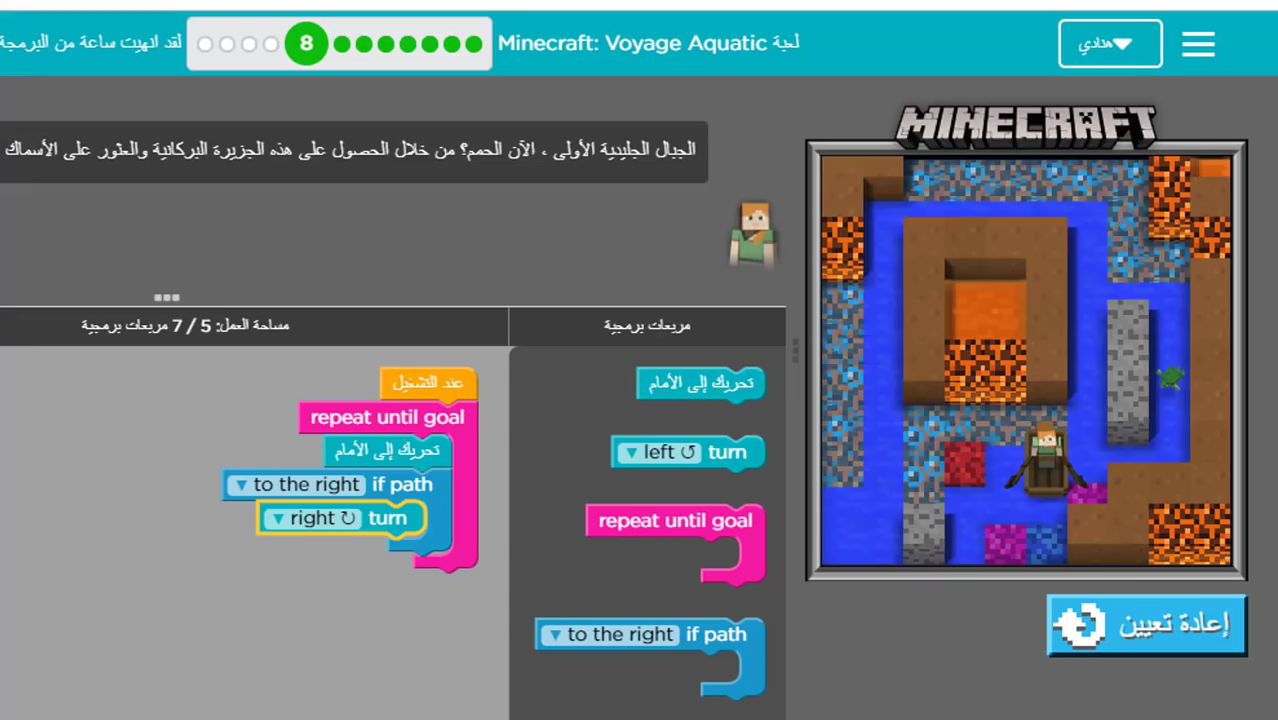 لعبة Minecraft: Voyage Aquatic
8
لقد انهيت ساعة من البرمجة
هدادي
MINECRAFT
الجبال الجليدية الأولى ، الآن الحمم؟ من خلال الحصول على هذه الجزيرة البركانية والعثور على الأسماك
مربعات برمجية
مساحة العمل: 5 / 7 مربعات برمجية
عند التشغيل
repeat until goal
تحريك إلى الأمام
if path to the right
turn right ↻
تحريك إلى الأمام
turn left ↺
repeat until goal
if path to the right
إعادة تعيين